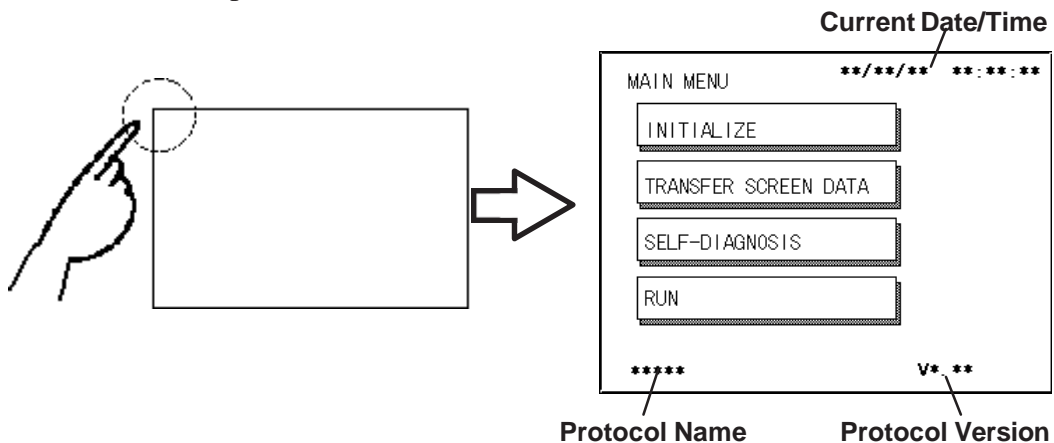 Current Date/Time
MAIN MENU
**/**/** **:**:**
INITIALIZE
TRANSFER SCREEN DATA
SELF-DIAGNOSIS
RUN
***** V*.**
Protocol Name Protocol Version